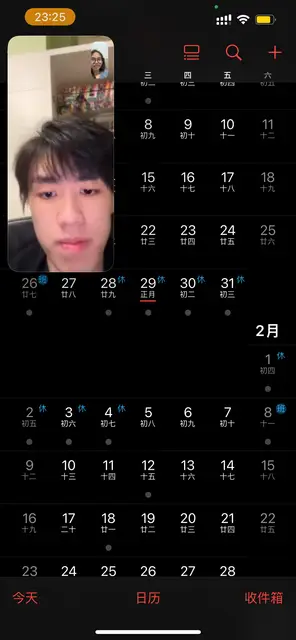 23:25
三 四 五 六
8 9 10 11
初九 初十 十一 十二
15 16 17 18
十六 十七 十八 十九
22 23 24 25
廿三 廿四 廿五 廿六
26 班 27 28 休 29 休 30 休 31 休
廿七 廿八 廿九 正月 初二 初三
2月
1 休
初四
2 休 3 休 4 休 5 6 7 8 班
初五 初六 初七 初八 初九 初十 十一
9 10 11 12 13 14 15
十二 十三 十四 十五 十六 十七 十八
16 17 18 19 20 21 22
十九 二十 廿一 廿二 廿三 廿四 廿五
23 24 25 26 27 28
今天 日历 收件箱